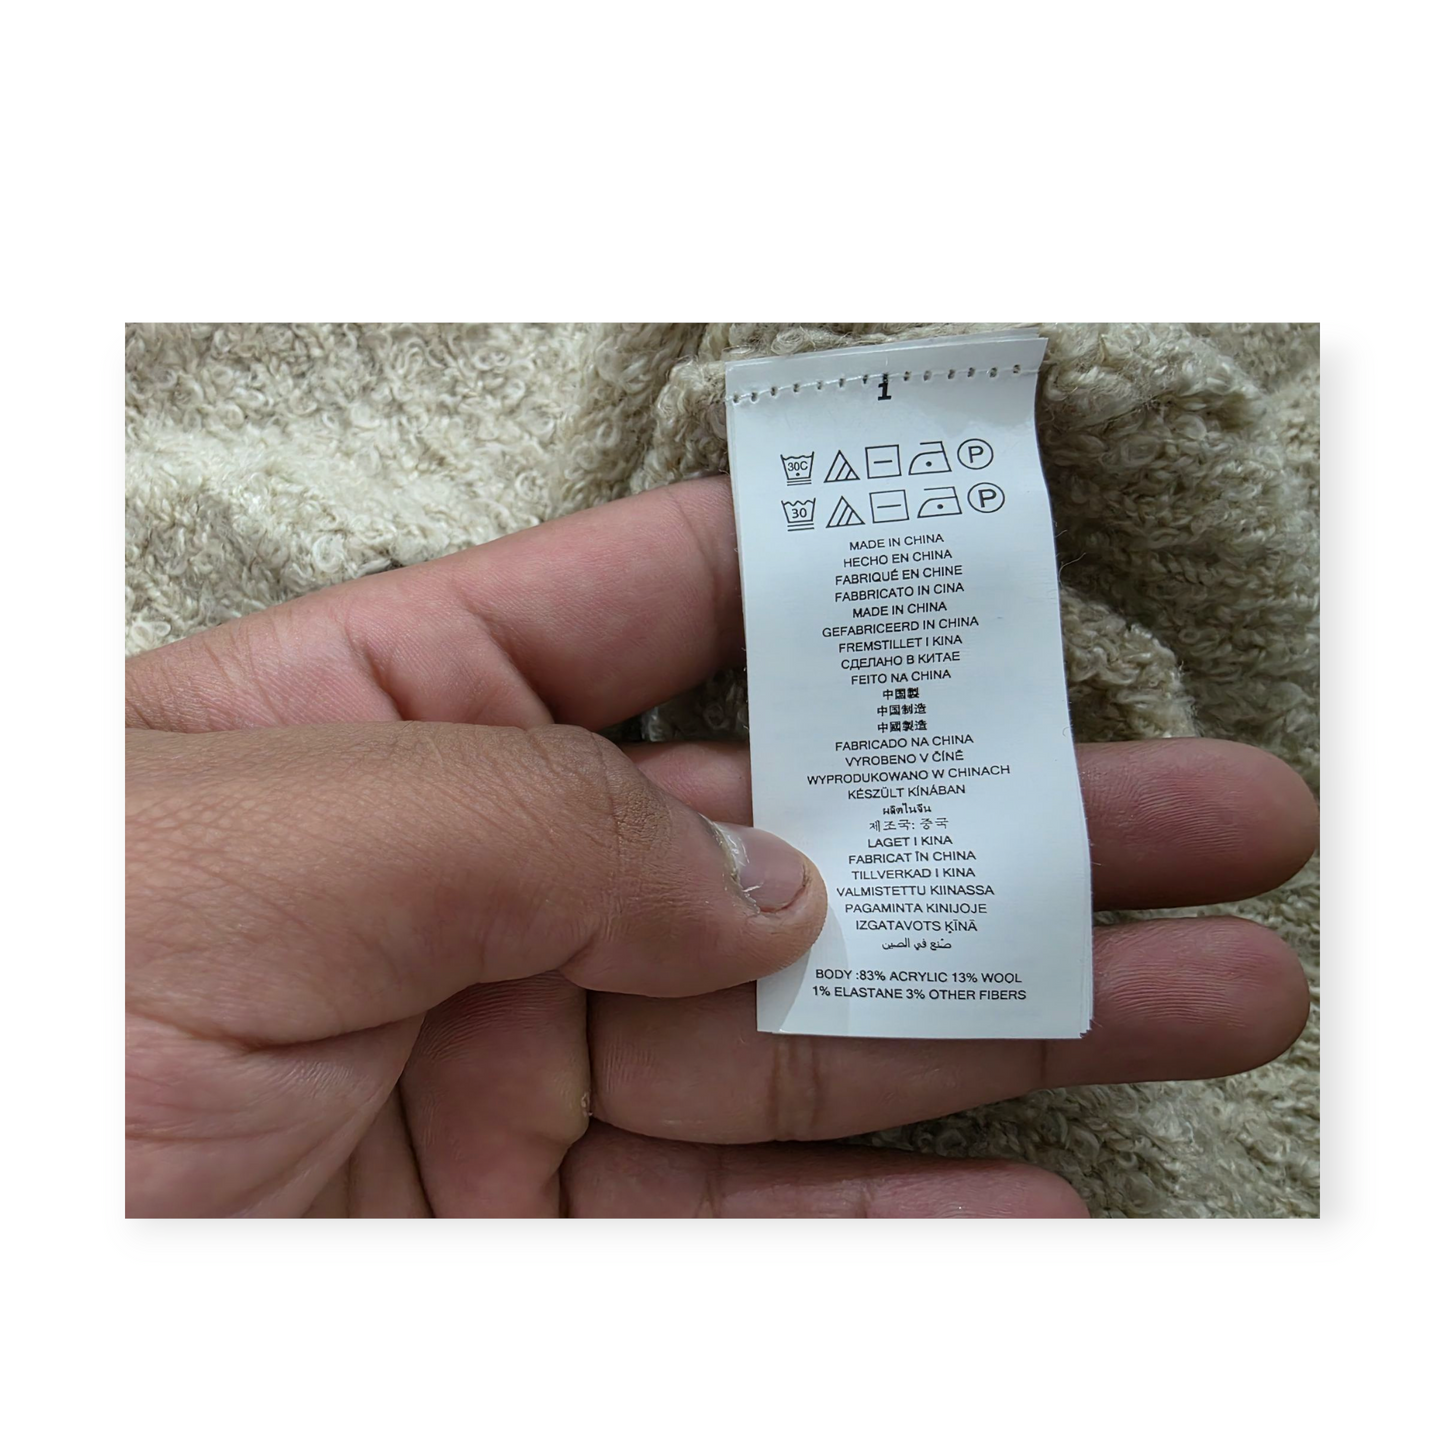 1
30C P
30 P
MADE IN CHINA
HECHO EN CHINA
FABRIQUÉ EN CHINE
FABBRICATO IN CINA
MADE IN CHINA
GEFABRICEERD IN CHINA
FREMSTILLET I KINA
СДЕЛАНО В КИТАЕ
FEITO NA CHINA
中国製
中国制造
中國製造
FABRICADO NA CHINA
VYROBENO V ČÍNĚ
WYPRODUKOWANO W CHINACH
KÉSZÜLT KÍNÁBAN
ผลิตในจีน
제조국: 중국
LAGET I KINA
FABRICAT ÎN CHINA
TILLVERKAD I KINA
VALMISTETTU KIINASSA
PAGAMINTA KINIJOJE
IZGATAVOTS ĶĪNĀ
صنع في الصين
BODY :83% ACRYLIC 13% WOOL
1% ELASTANE 3% OTHER FIBERS